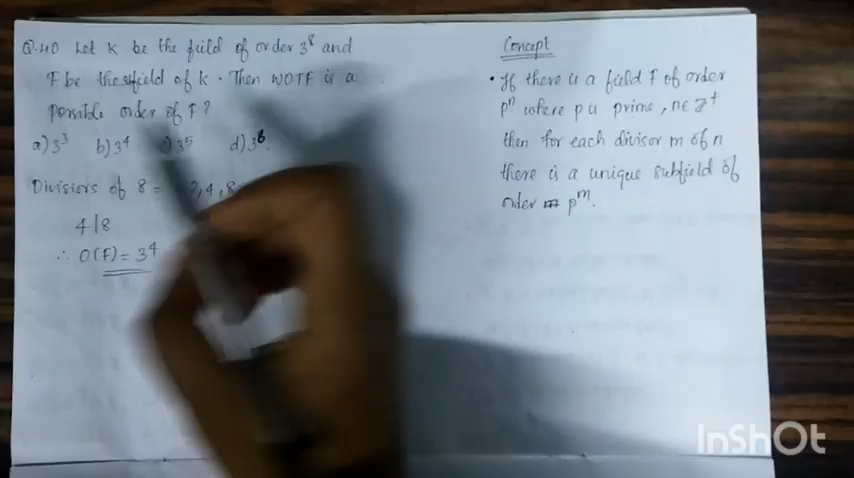 Q.40 Let K be the field of order 3⁸ and
F be the subfield of K. Then WOTF is a
possible order of F?
a) 3³ b) 3⁴ 3⁵ d) 3⁶.
Divisiors of 8 = 2, 4, 8
4|8
∴ O(F) = 3⁴
Concept
• If there is a field F of order
pⁿ where p is prime, n∈Z⁺
then for each divisor m of n
there is a unique subfield of
order pᵐ.
InShOt